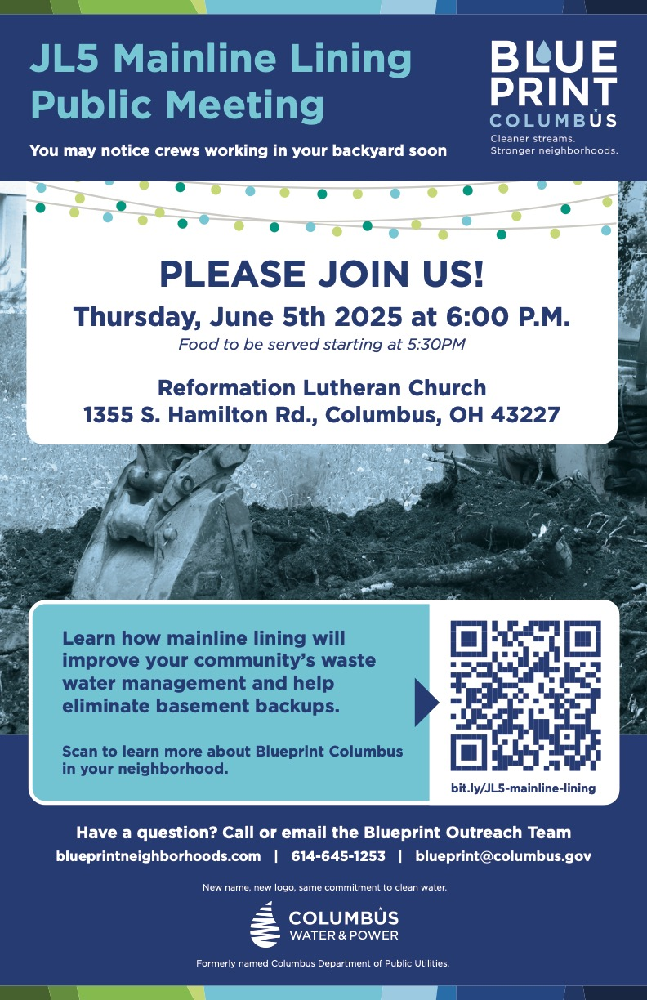 JL5 Mainline Lining
Public Meeting
You may notice crews working in your backyard soon
BLUE
PRINT
COLUMBUS
Cleaner streams.
Stronger neighborhoods.
PLEASE JOIN US!
Thursday, June 5th 2025 at 6:00 P.M.
Food to be served starting at 5:30PM
Reformation Lutheran Church
1355 S. Hamilton Rd., Columbus, OH 43227
Learn how mainline lining will
improve your community's waste
water management and help
eliminate basement backups.
Scan to learn more about Blueprint Columbus
in your neighborhood.
bit.ly/JL5-mainline-lining
Have a question? Call or email the Blueprint Outreach Team
blueprintneighborhoods.com | 614-645-1253 | blueprint@columbus.gov
New name, new logo, same commitment to clean water.
COLUMBUS
WATER & POWER
Formerly named Columbus Department of Public Utilities.